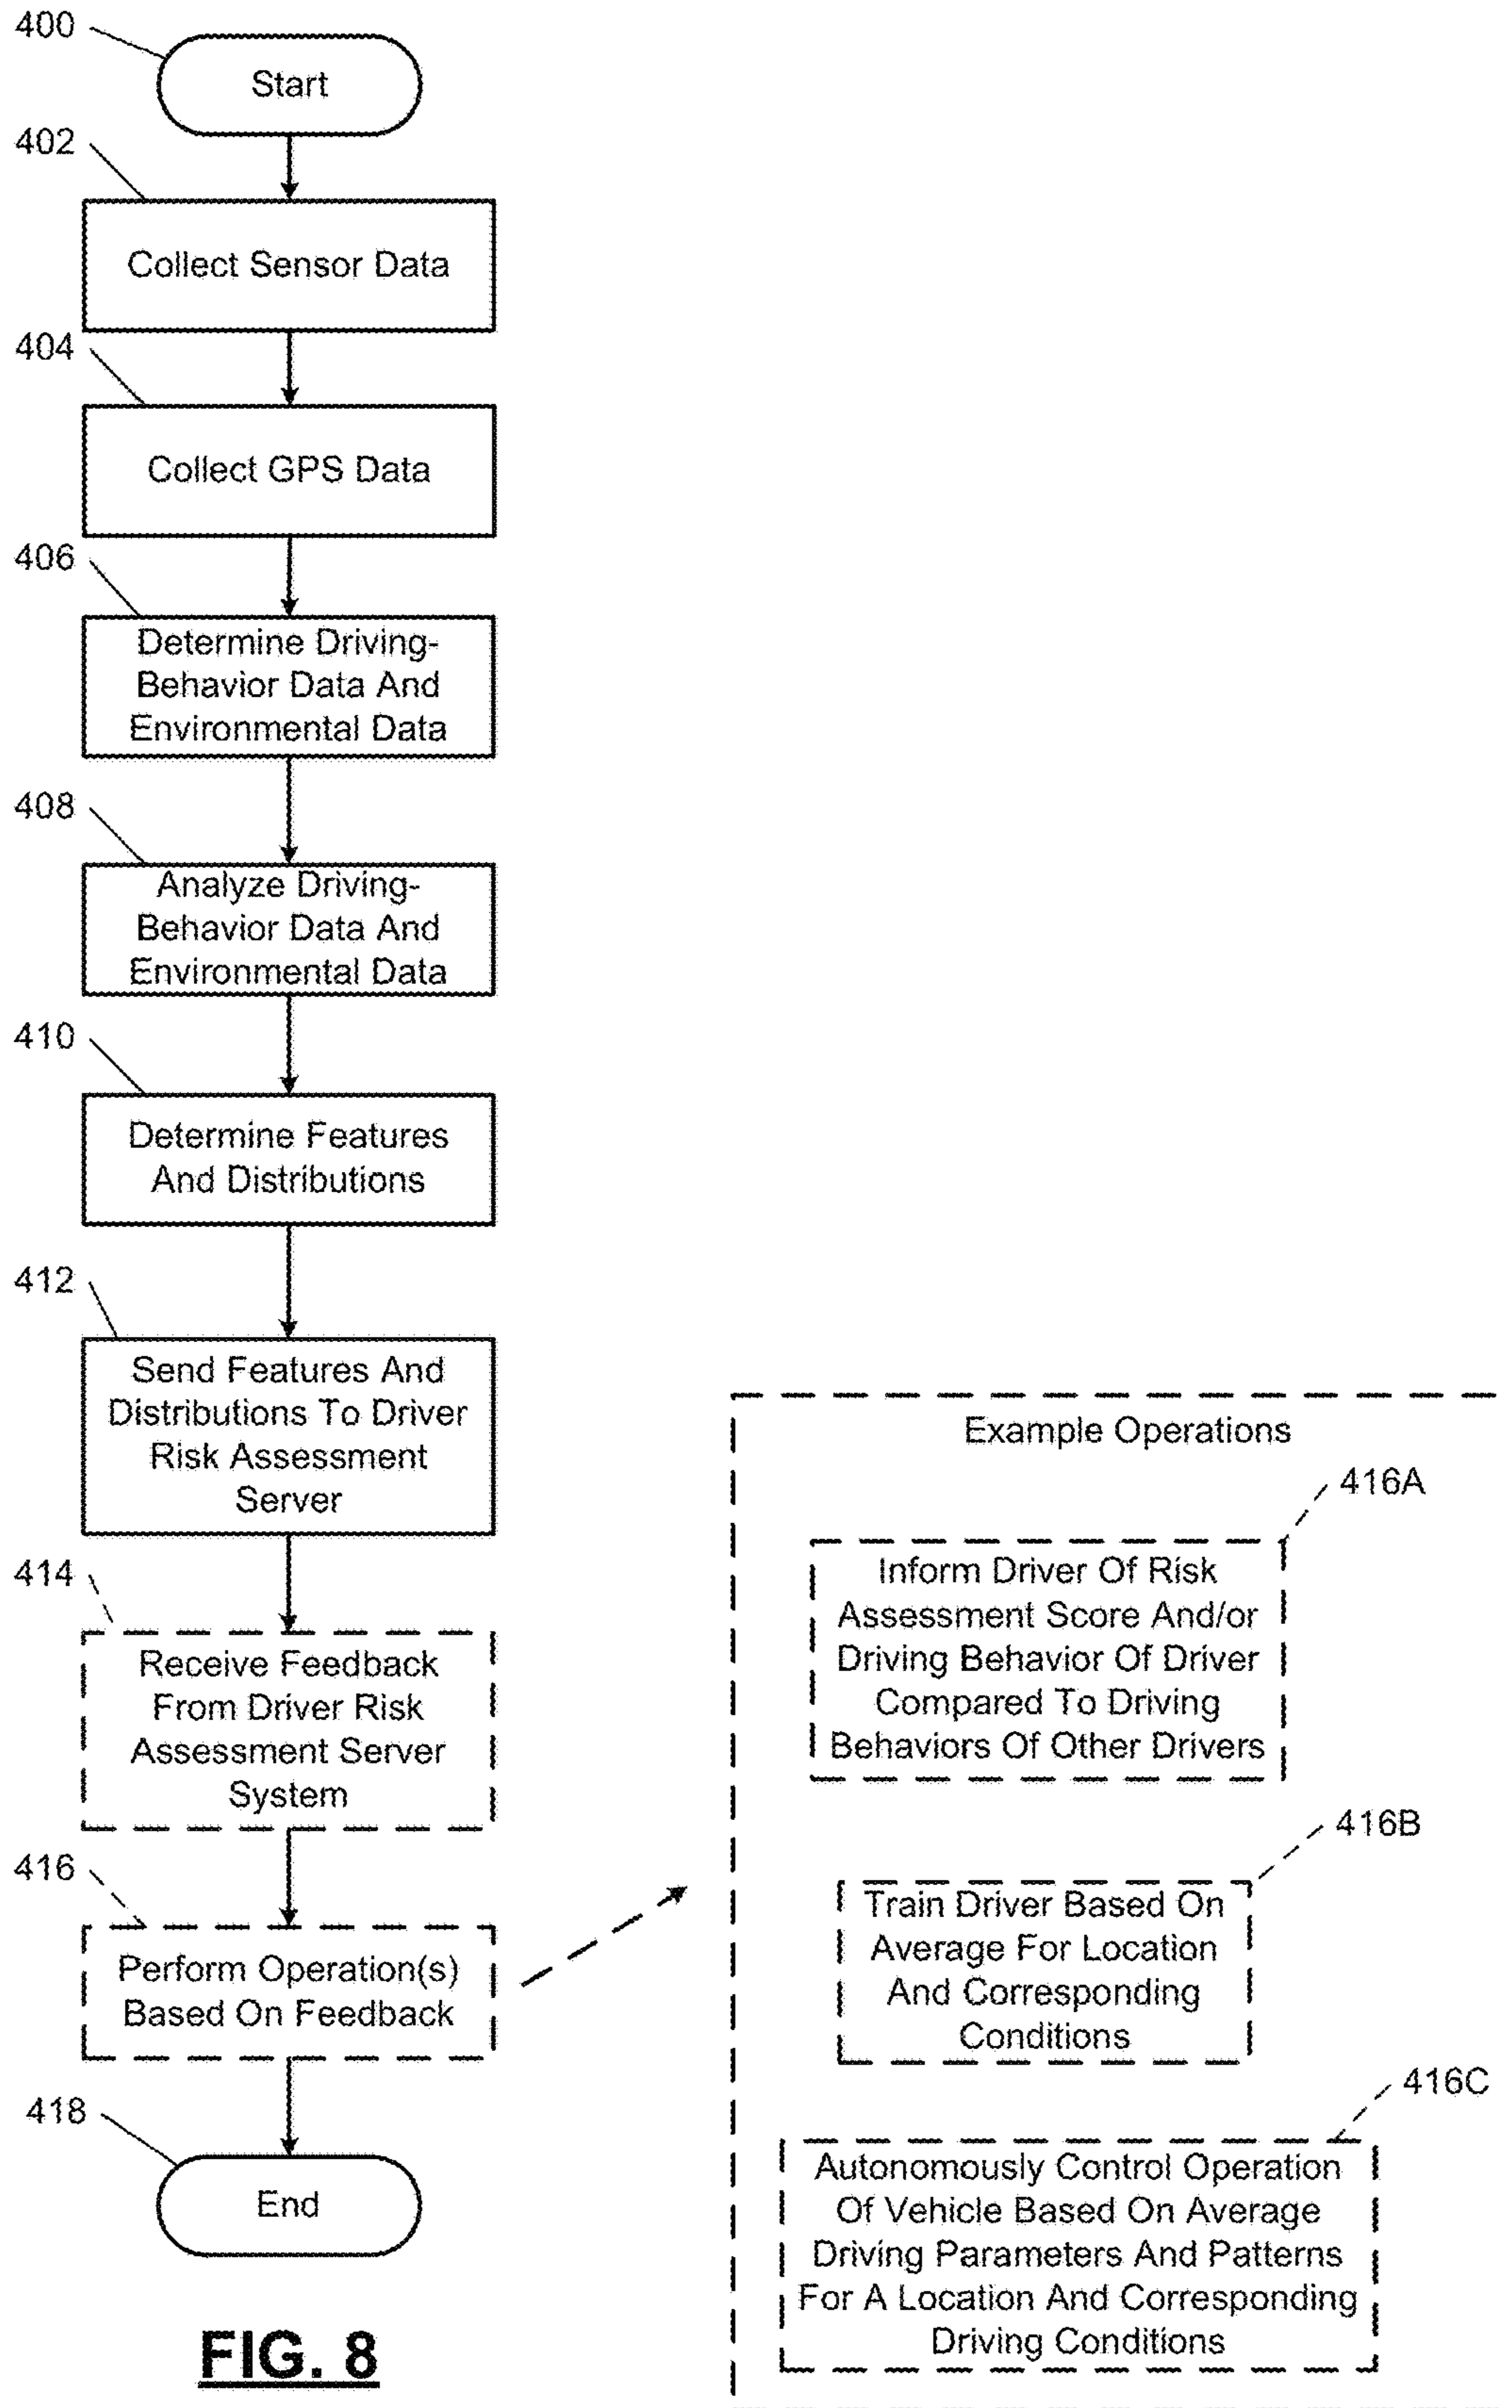 400
Start
402
Collect Sensor Data
404
Collect GPS Data
406
Determine Driving-
Behavior Data And
Environmental Data
408
Analyze Driving-
Behavior Data And
Environmental Data
410
Determine Features
And Distributions
412
Send Features And
Distributions To Driver
Risk Assessment
Server
414
Receive Feedback
From Driver Risk
Assessment Server
System
416
Perform Operation(s)
Based On Feedback
418
End
Example Operations
416A
Inform Driver Of Risk
Assessment Score And/or
Driving Behavior Of Driver
Compared To Driving
Behaviors Of Other Drivers
416B
Train Driver Based On
Average For Location
And Corresponding
Conditions
416C
Autonomously Control Operation
Of Vehicle Based On Average
Driving Parameters And Patterns
For A Location And Corresponding
Driving Conditions
FIG. 8